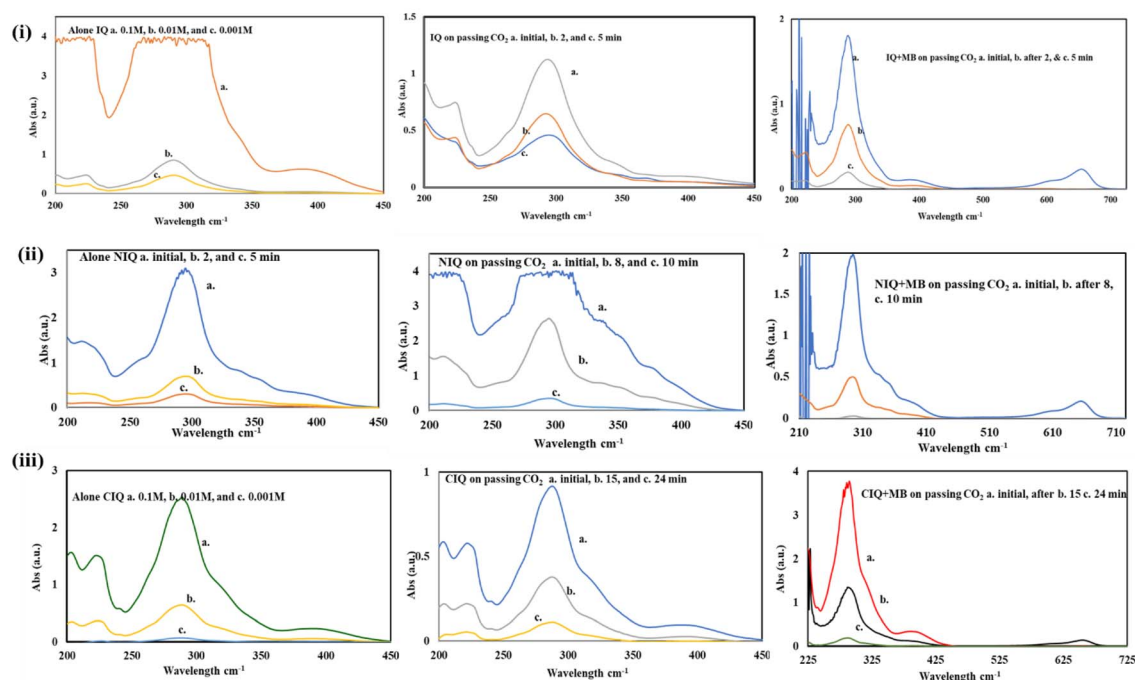 (i)
Alone IQ a. 0.1M, b. 0.01M, and c. 0.001M
5
4
3
2
1
0
Abs (a.u.)
a.
b.
c.
200 250 300 350 400 450
Wavelength cm⁻¹
IQ on passing CO₂ a. initial, b. 2, and c. 5 min
1.5
1
0.5
0
Abs (a.u.)
a.
b.
c.
200 250 300 350 400 450
Wavelength cm⁻¹
IQ+MB on passing CO₂ a. initial, b. after 2, & c. 5 min
2
1
0
Abs (a.u.)
a.
b.
c.
200 300 400 500 600 700
Wavelength cm⁻¹
(ii)
Alone NIQ a. initial, b. 2, and c. 5 min
3
2
1
0
Abs (a.u.)
a.
b.
c.
200 250 300 350 400 450
Wavelength cm⁻¹
NIQ on passing CO₂ a. initial, b. 8, and c. 10 min
4
3
2
1
0
Abs (a.u.)
a.
b.
c.
200 250 300 350 400 450
Wavelength cm⁻¹
NIQ+MB on passing CO₂ a. initial, b. after 8,
c. 10 min
2
1.5
1
0.5
0
Abs (a.u.)
210 310 410 510 610 710
Wavelength cm⁻¹
(iii)
Alone CIQ a. 0.1M, b. 0.01M, and c. 0.001M
3
2
1
0
Abs (a.u.)
a.
b.
c.
200 250 300 350 400 450
Wavelength cm⁻¹
CIQ on passing CO₂ a. initial, b. 15, and c. 24 min
1
0.5
0
Abs (a.u.)
a.
b.
c.
200 250 300 350 400 450
Wavelength cm⁻¹
CIQ+MB on passing CO₂ a. initial, after b. 15 c. 24 min
4
3
2
1
0
Abs (a.u.)
a.
b.
c.
225 325 425 525 625 725
Wavelength cm⁻¹